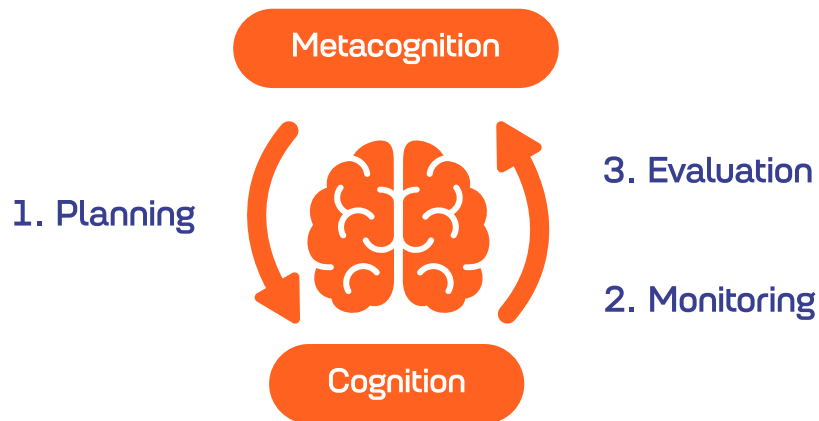 Metacognition
3. Evaluation
1. Planning
2. Monitoring
Cognition